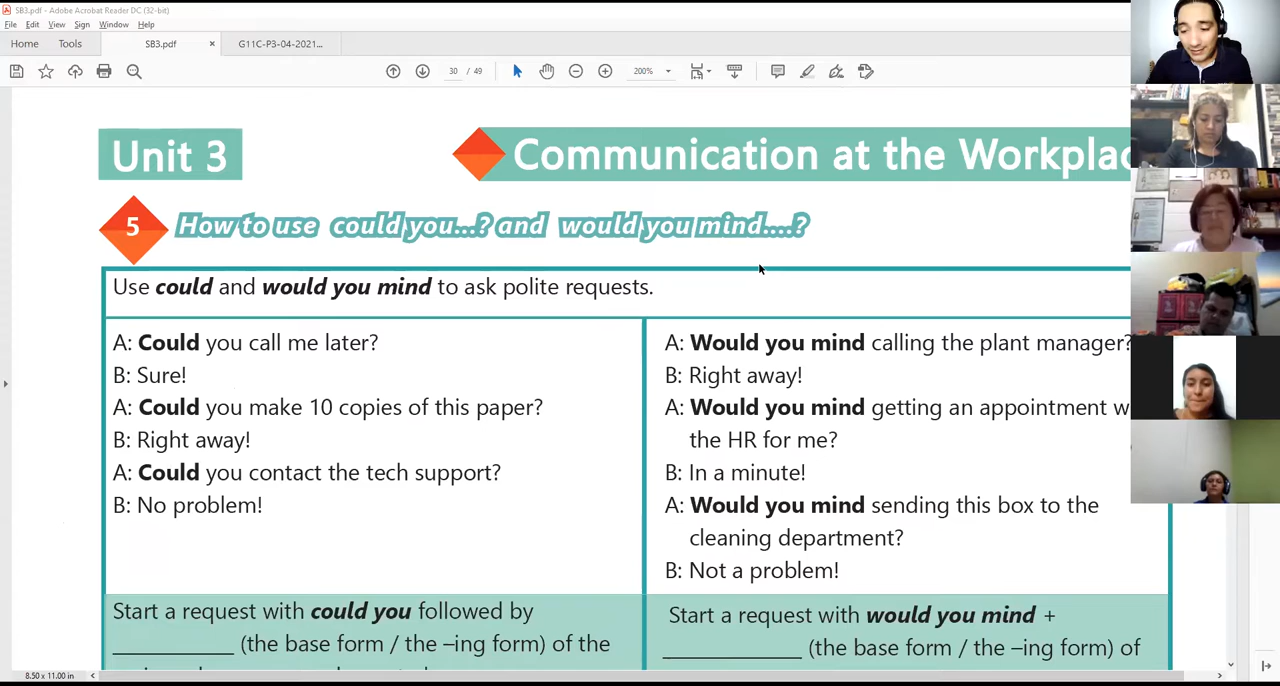 SB3.pdf - Adobe Acrobat Reader DC (32-bit)
File Edit View Sign Window Help
Home Tools SB3.pdf × G11C-P3-04-2021...
30 / 49 200%
Unit 3
Communication at the Workplac
5 How to use could you...? and would you mind....?
Use could and would you mind to ask polite requests.
A: Could you call me later?
B: Sure!
A: Could you make 10 copies of this paper?
B: Right away!
A: Could you contact the tech support?
B: No problem!
A: Would you mind calling the plant manager?
B: Right away!
A: Would you mind getting an appointment w
the HR for me?
B: In a minute!
A: Would you mind sending this box to the
cleaning department?
B: Not a problem!
Start a request with could you followed by
____________ (the base form / the –ing form) of the
Start a request with would you mind +
______________ (the base form / the –ing form) of
8.50 x 11.00 in